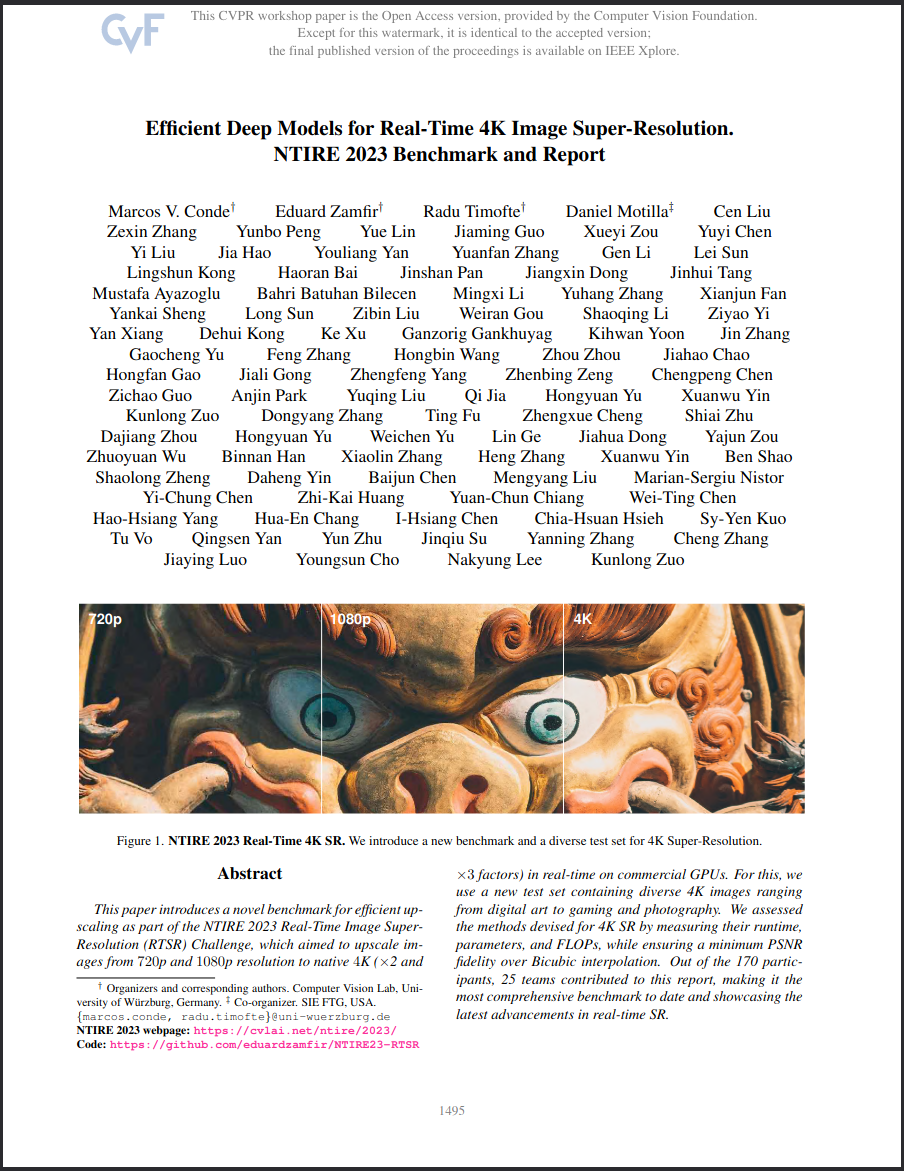 CVF
This CVPR workshop paper is the Open Access version, provided by the Computer Vision Foundation.
Except for this watermark, it is identical to the accepted version;
the final published version of the proceedings is available on IEEE Xplore.
Efficient Deep Models for Real-Time 4K Image Super-Resolution.
NTIRE 2023 Benchmark and Report
Marcos V. Conde† Eduard Zamfir† Radu Timofte† Daniel Motilla‡ Cen Liu
Zexin Zhang Yunbo Peng Yue Lin Jiaming Guo Xueyi Zou Yuyi Chen
Yi Liu Jia Hao Youliang Yan Yuanfan Zhang Gen Li Lei Sun
Lingshun Kong Haoran Bai Jinshan Pan Jiangxin Dong Jinhui Tang
Mustafa Ayazoglu Bahri Batuhan Bilecen Mingxi Li Yuhang Zhang Xianjun Fan
Yankai Sheng Long Sun Zibin Liu Weiran Gou Shaoqing Li Ziyao Yi
Yan Xiang Dehui Kong Ke Xu Ganzorig Gankhuyag Kihwan Yoon Jin Zhang
Gaocheng Yu Feng Zhang Hongbin Wang Zhou Zhou Jiahao Chao
Hongfan Gao Jiali Gong Zhengfeng Yang Zhenbing Zeng Chengpeng Chen
Zichao Guo Anjin Park Yuqing Liu Qi Jia Hongyuan Yu Xuanwu Yin
Kunlong Zuo Dongyang Zhang Ting Fu Zhengxue Cheng Shiai Zhu
Dajiang Zhou Hongyuan Yu Weichen Yu Lin Ge Jiahua Dong Yajun Zou
Zhuoyuan Wu Binnan Han Xiaolin Zhang Heng Zhang Xuanwu Yin Ben Shao
Shaolong Zheng Daheng Yin Baijun Chen Mengyang Liu Marian-Sergiu Nistor
Yi-Chung Chen Zhi-Kai Huang Yuan-Chun Chiang Wei-Ting Chen
Hao-Hsiang Yang Hua-En Chang I-Hsiang Chen Chia-Hsuan Hsieh Sy-Yen Kuo
Tu Vo Qingsen Yan Yun Zhu Jinqiu Su Yanning Zhang Cheng Zhang
Jiaying Luo Youngsun Cho Nakyung Lee Kunlong Zuo
720p 1080p 4K
Figure 1. NTIRE 2023 Real-Time 4K SR. We introduce a new benchmark and a diverse test set for 4K Super-Resolution.
Abstract
This paper introduces a novel benchmark for efficient up-
scaling as part of the NTIRE 2023 Real-Time Image Super-
Resolution (RTSR) Challenge, which aimed to upscale im-
ages from 720p and 1080p resolution to native 4K (×2 and
† Organizers and corresponding authors. Computer Vision Lab, Uni-
versity of Würzburg, Germany. ‡ Co-organizer. SIE FTG, USA.
{marcos.conde, radu.timofte}@uni-wuerzburg.de
NTIRE 2023 webpage: https://cvlai.net/ntire/2023/
Code: https://github.com/eduardzamfir/NTIRE23-RTSR
×3 factors) in real-time on commercial GPUs. For this, we
use a new test set containing diverse 4K images ranging
from digital art to gaming and photography. We assessed
the methods devised for 4K SR by measuring their runtime,
parameters, and FLOPs, while ensuring a minimum PSNR
fidelity over Bicubic interpolation. Out of the 170 partic-
ipants, 25 teams contributed to this report, making it the
most comprehensive benchmark to date and showcasing the
latest advancements in real-time SR.
1495